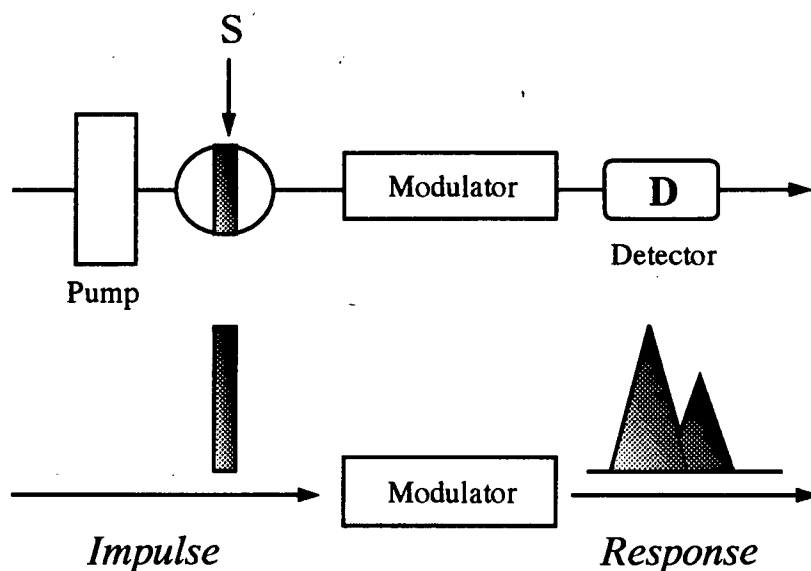 S
Modulator
D
Pump
Detector
Modulator
Impulse
Response